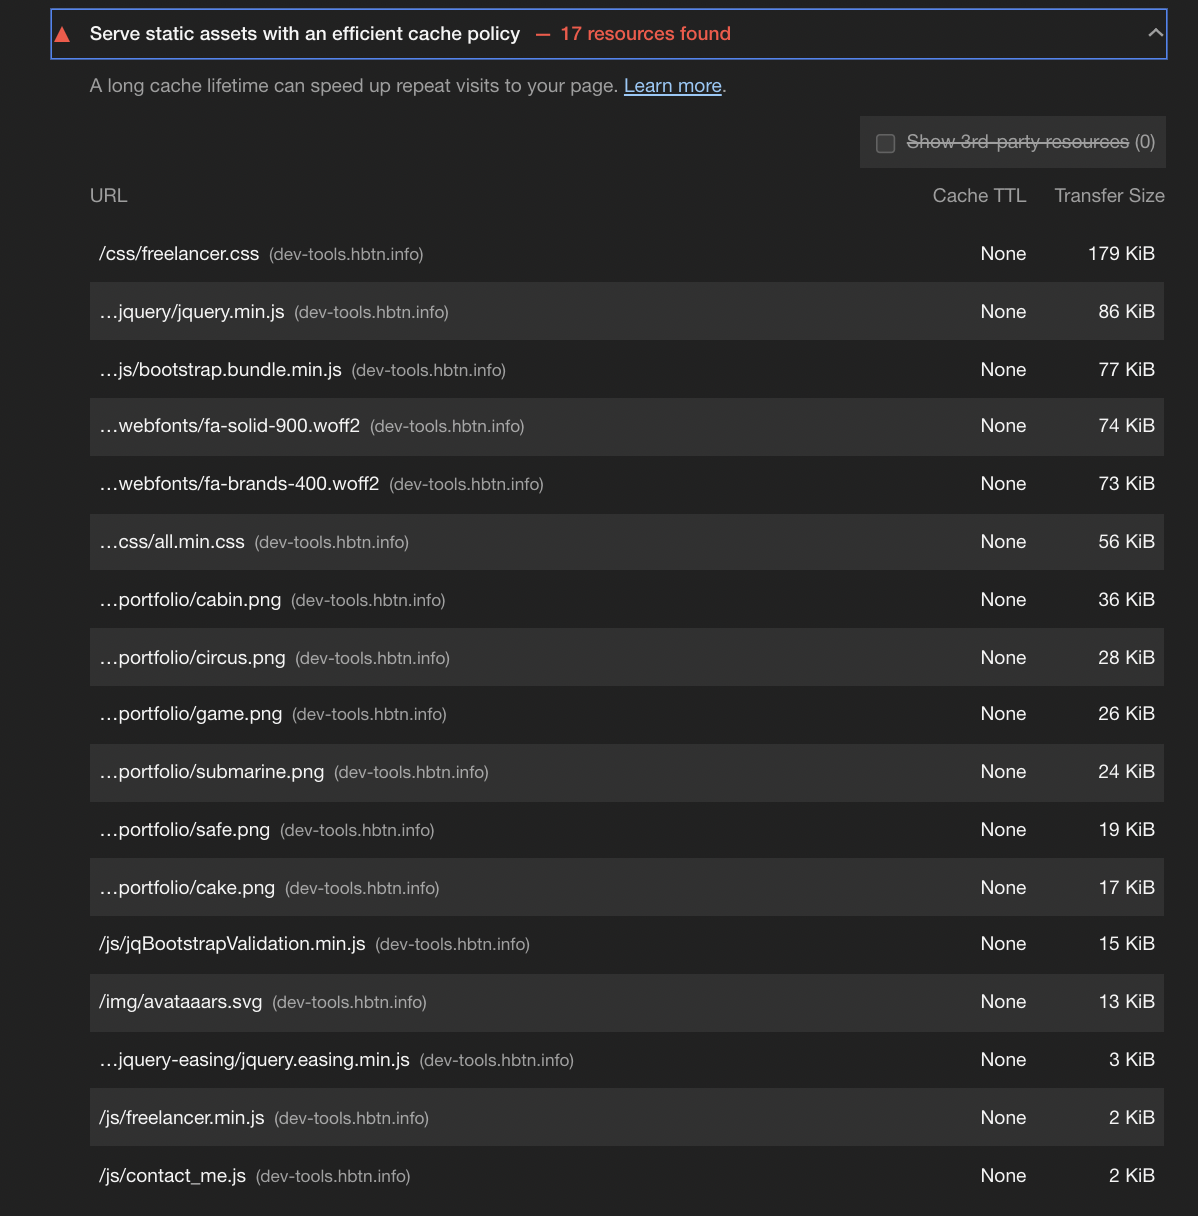 Serve static assets with an efficient cache policy — 17 resources found
A long cache lifetime can speed up repeat visits to your page. Learn more.
Show 3rd-party resources (0)
URL Cache TTL Transfer Size
/css/freelancer.css (dev-tools.hbtn.info) None 179 KiB
…jquery/jquery.min.js (dev-tools.hbtn.info) None 86 KiB
…js/bootstrap.bundle.min.js (dev-tools.hbtn.info) None 77 KiB
…webfonts/fa-solid-900.woff2 (dev-tools.hbtn.info) None 74 KiB
…webfonts/fa-brands-400.woff2 (dev-tools.hbtn.info) None 73 KiB
…css/all.min.css (dev-tools.hbtn.info) None 56 KiB
…portfolio/cabin.png (dev-tools.hbtn.info) None 36 KiB
…portfolio/circus.png (dev-tools.hbtn.info) None 28 KiB
…portfolio/game.png (dev-tools.hbtn.info) None 26 KiB
…portfolio/submarine.png (dev-tools.hbtn.info) None 24 KiB
…portfolio/safe.png (dev-tools.hbtn.info) None 19 KiB
…portfolio/cake.png (dev-tools.hbtn.info) None 17 KiB
/js/jqBootstrapValidation.min.js (dev-tools.hbtn.info) None 15 KiB
/img/avataaars.svg (dev-tools.hbtn.info) None 13 KiB
…jquery-easing/jquery.easing.min.js (dev-tools.hbtn.info) None 3 KiB
/js/freelancer.min.js (dev-tools.hbtn.info) None 2 KiB
/js/contact_me.js (dev-tools.hbtn.info) None 2 KiB